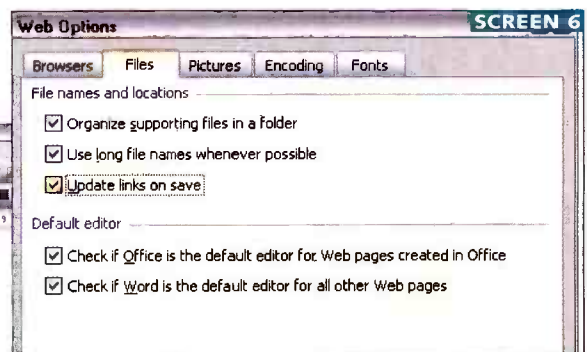 Web Options
SCREEN 6
Browsers Files Pictures Encoding Fonts
File names and locations
Organize supporting files in a folder
Use long file names whenever possible
Update links on save
Default editor
Check if Office is the default editor for Web pages created in Office
Check if Word is the default editor for all other Web pages
9